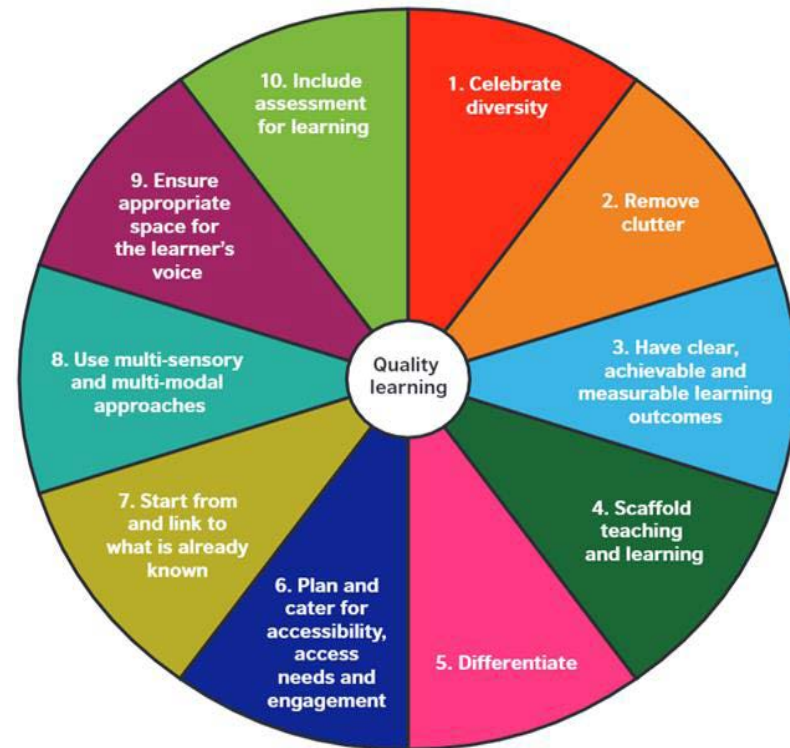 1. Celebrate
diversity
2. Remove
clutter
3. Have clear,
achievable and
measurable learning
outcomes
4. Scaffold
teaching
and learning
5. Differentiate
6. Plan and
cater for
accessibility,
access
needs and
engagement
7. Start from
and link to
what is already
known
8. Use multi-sensory
and multi-modal
approaches
9. Ensure
appropriate
space for
the learner’s
voice
10. Include
assessment
for learning
Quality
learning